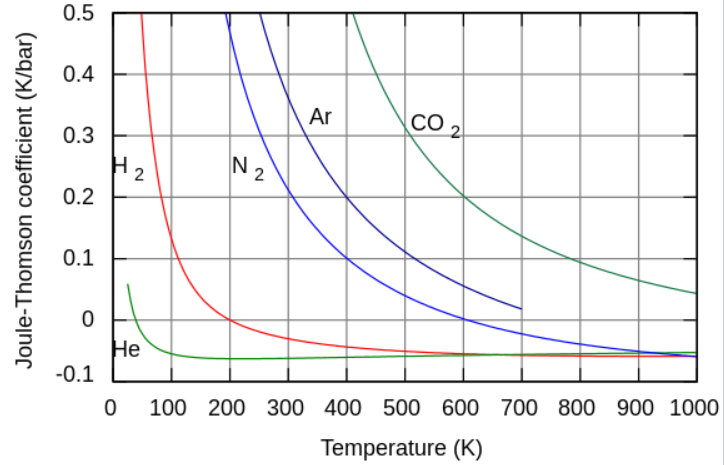 Joule-Thomson coefficient (K/bar)
0.5
0.4
0.3
0.2
0.1
0
-0.1
H 2
N 2
Ar
CO 2
He
0 100 200 300 400 500 600 700 800 900 1000
Temperature (K)